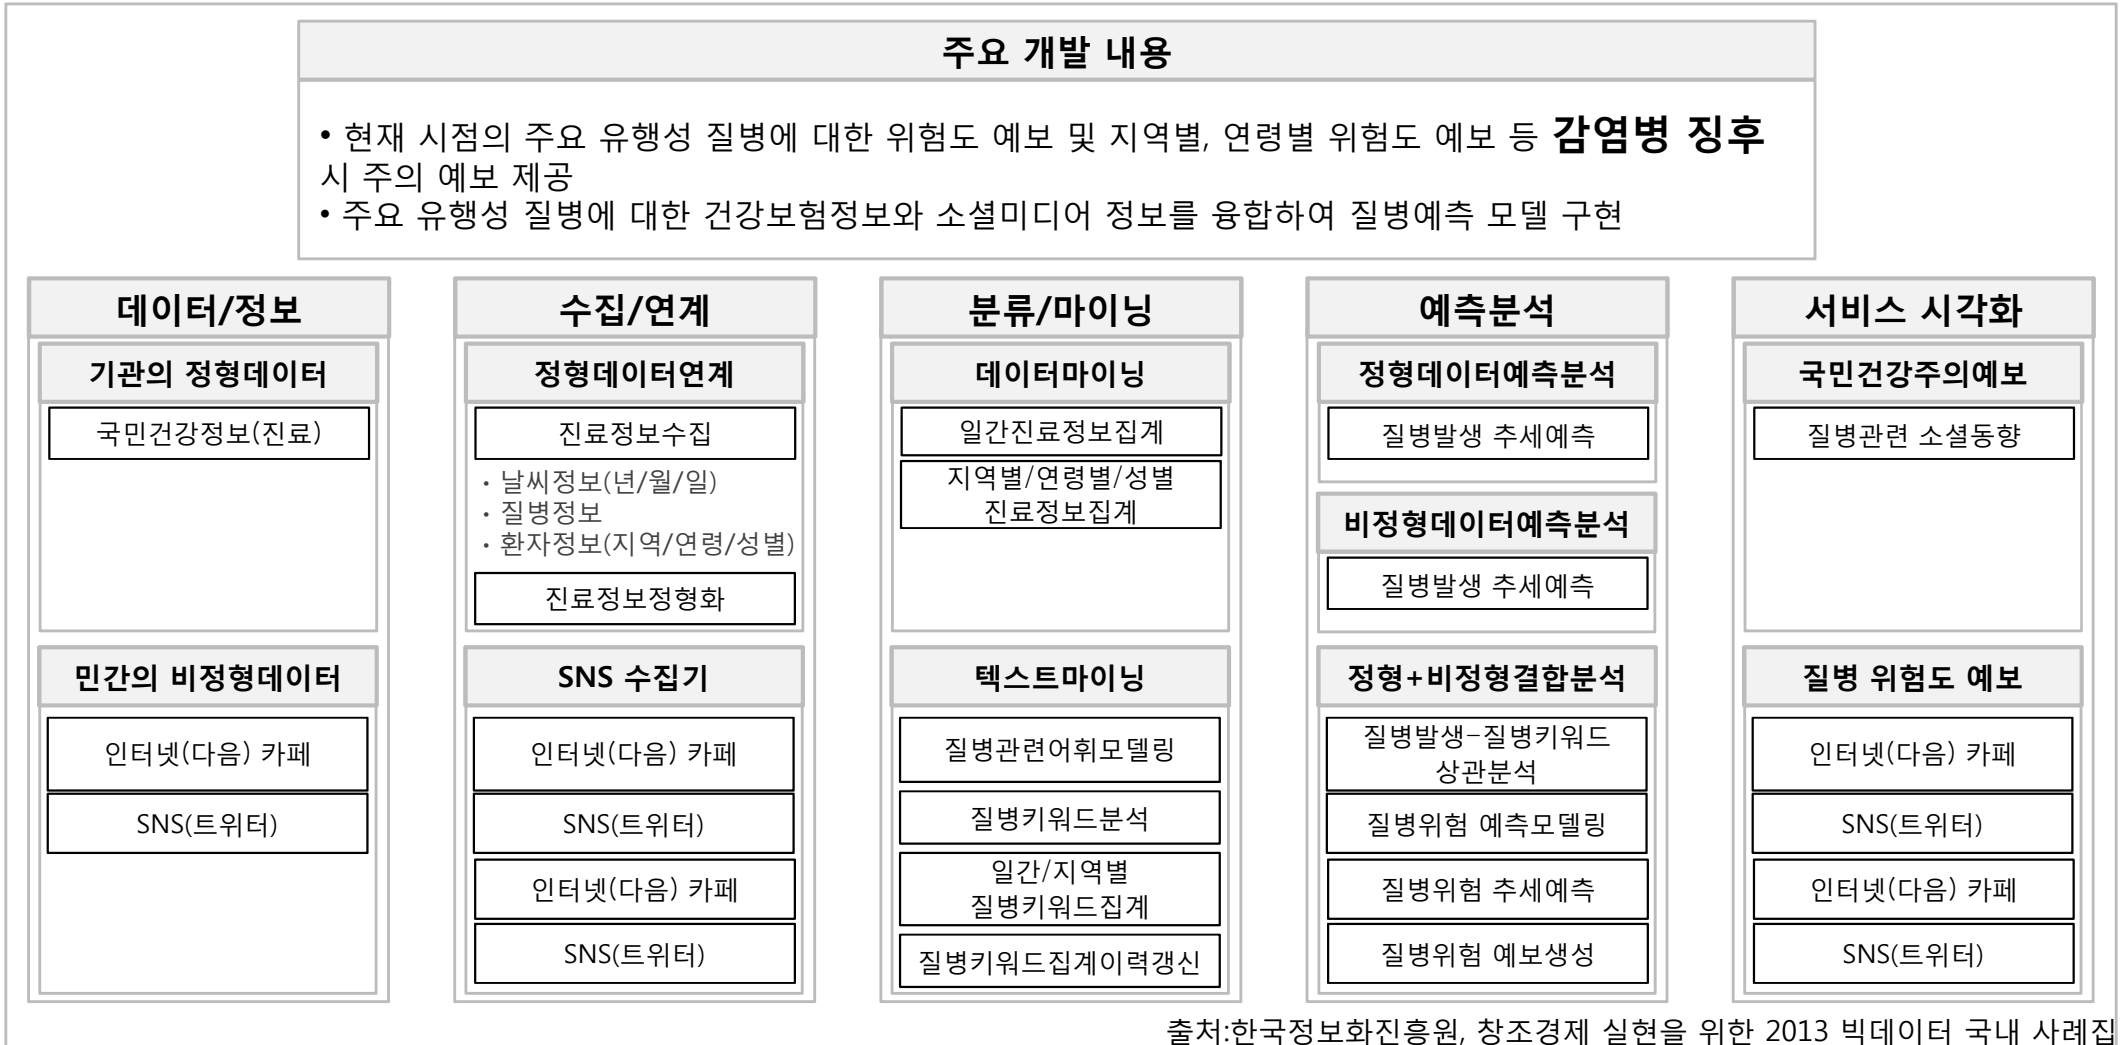 주요 개발 내용
• 현재 시점의 주요 유행성 질병에 대한 위험도 예보 및 지역별, 연령별 위험도 예보 등 감염병 징후
시 주의 예보 제공
• 주요 유행성 질병에 대한 건강보험정보와 소셜미디어 정보를 융합하여 질병예측 모델 구현
데이터/정보
기관의 정형데이터
국민건강정보(진료)
민간의 비정형데이터
인터넷(다음) 카페
SNS(트위터)
수집/연계
정형데이터연계
진료정보수집
· 날씨정보(년/월/일)
· 질병정보
· 환자정보(지역/연령/성별)
진료정보정형화
SNS 수집기
인터넷(다음) 카페
SNS(트위터)
인터넷(다음) 카페
SNS(트위터)
분류/마이닝
데이터마이닝
일간진료정보집계
지역별/연령별/성별
진료정보집계
텍스트마이닝
질병관련어휘모델링
질병키워드분석
일간/지역별
질병키워드집계
질병키워드집계이력갱신
예측분석
정형데이터예측분석
질병발생 추세예측
비정형데이터예측분석
질병발생 추세예측
정형+비정형결합분석
질병발생-질병키워드
상관분석
질병위험 예측모델링
질병위험 추세예측
질병위험 예보생성
서비스 시각화
국민건강주의예보
질병관련 소셜동향
질병 위험도 예보
인터넷(다음) 카페
SNS(트위터)
인터넷(다음) 카페
SNS(트위터)
출처:한국정보화진흥원, 창조경제 실현을 위한 2013 빅데이터 국내 사례집